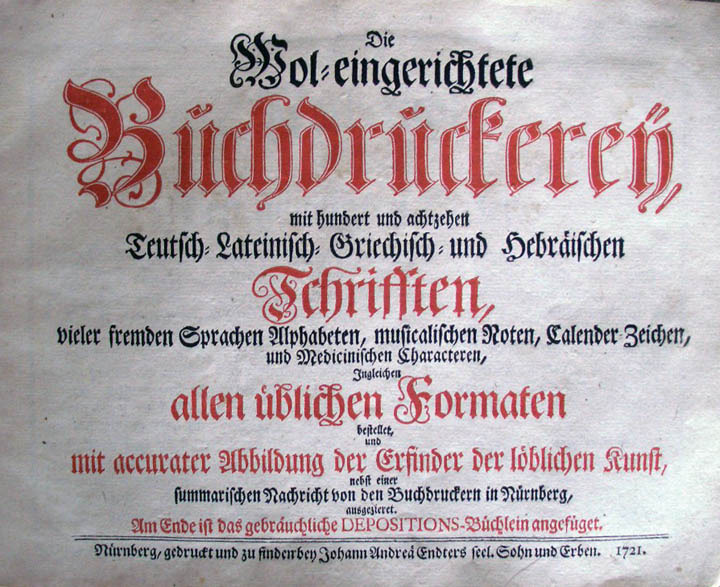 Die
Wol-eingerichtete
Buchdruckerey,
mit hundert und achtzehen
Teutsch- Lateinisch- Griechisch- und Hebräischen
Schrifften,
vieler fremden Sprachen Alphabeten, musicalischen Noten, Calender-Zeichen,
und Medicinischen Characteren,
Ingleichen
allen üblichen Formaten
bestellet,
und
mit accurater Abbildung der Erfinder der löblichen Kunst,
nebst einer
summarischen Nachricht von den Buchdruckern in Nürnberg,
ausgezieret.
Am Ende ist das gebräuchliche DEPOSITIONS-Büchlein angefüget.
Nürnberg, gedruckt und zu finden bey Johann Andreä Endters seel. Sohn und Erben. 1721.